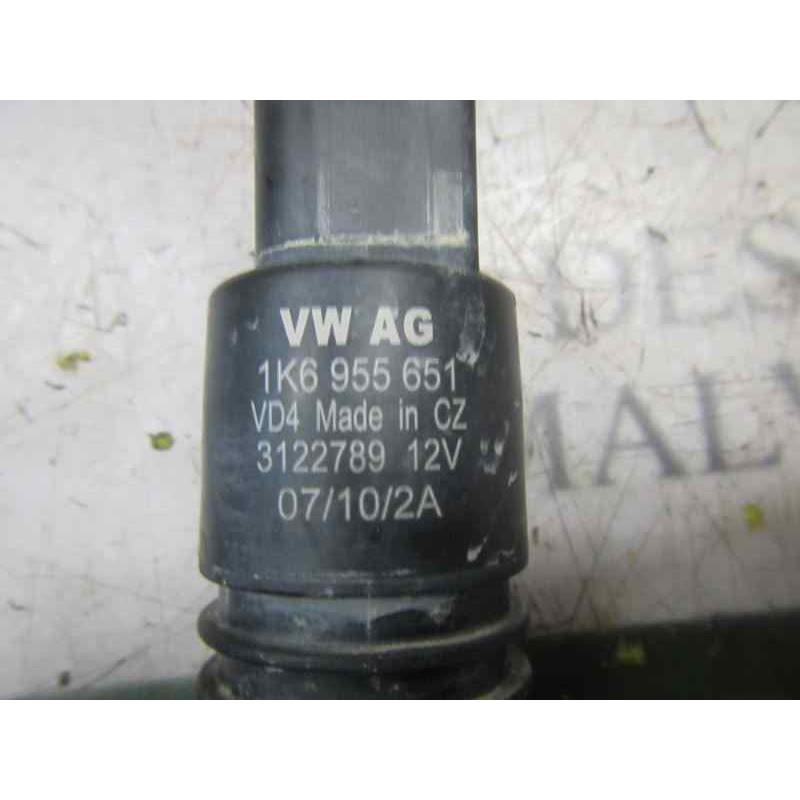 VW AG
1K6 955 651
VD4 Made in CZ
3122789 12V
07/10/2A